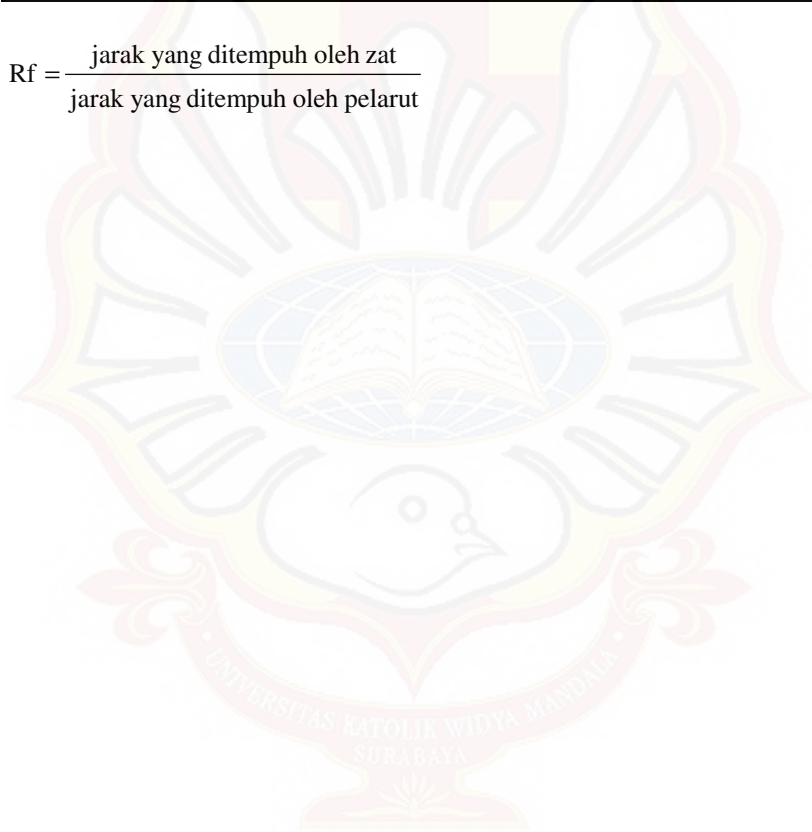 Rf = jarak yang ditempuh oleh zat
jarak yang ditempuh oleh pelarut
UNIVERSITAS KATOLIK WIDYA MANDALA
SURABAYA